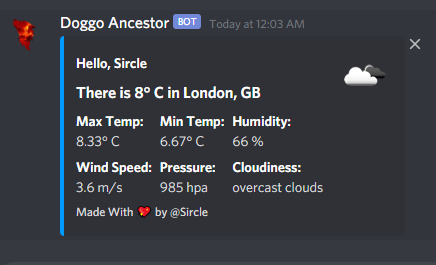 Doggo Ancestor BOT Today at 12:03 AM
Hello, Sircle
There is 8° C in London, GB
Max Temp: Min Temp: Humidity:
8.33° C 6.67° C 66 %
Wind Speed: Pressure: Cloudiness:
3.6 m/s 985 hpa overcast clouds
Made With ❤️ by @Sircle